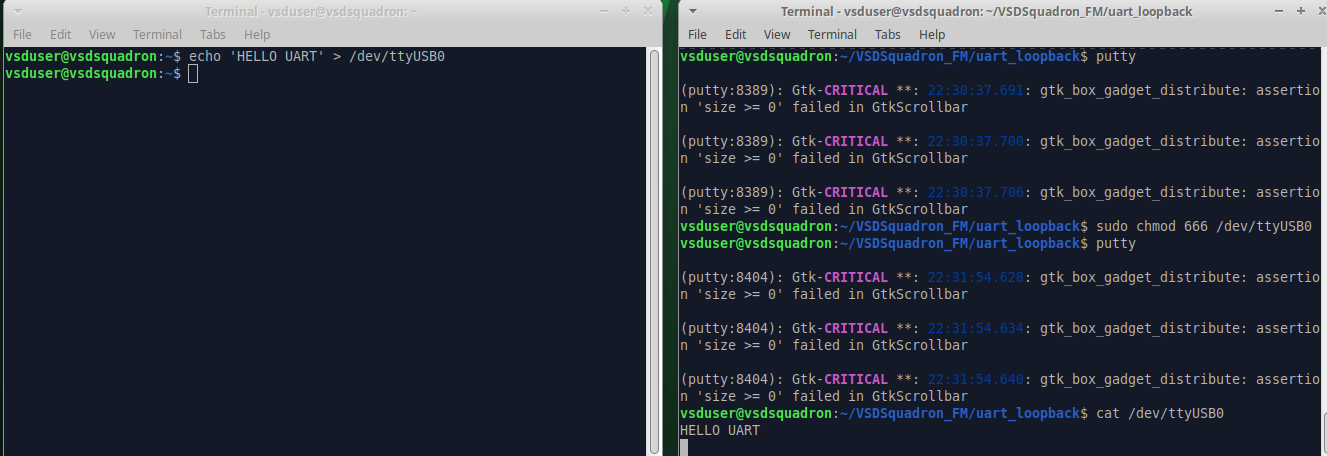 Terminal - vsduser@vsdsquadron: ~
File Edit View Terminal Tabs Help
vsduser@vsdsquadron:~$ echo 'HELLO UART' > /dev/ttyUSB0
vsduser@vsdsquadron:~$
Terminal - vsduser@vsdsquadron: ~/VSDSquadron_FM/uart_loopback
File Edit View Terminal Tabs Help
vsduser@vsdsquadron:~/VSDSquadron_FM/uart_loopback$ putty
(putty:8389): Gtk-CRITICAL **: 22:30:37.691: gtk_box_gadget_distribute: assertio
n 'size >= 0' failed in GtkScrollbar
(putty:8389): Gtk-CRITICAL **: 22:30:37.700: gtk_box_gadget_distribute: assertio
n 'size >= 0' failed in GtkScrollbar
(putty:8389): Gtk-CRITICAL **: 22:30:37.706: gtk_box_gadget_distribute: assertio
n 'size >= 0' failed in GtkScrollbar
vsduser@vsdsquadron:~/VSDSquadron_FM/uart_loopback$ sudo chmod 666 /dev/ttyUSB0
vsduser@vsdsquadron:~/VSDSquadron_FM/uart_loopback$ putty
(putty:8404): Gtk-CRITICAL **: 22:31:54.628: gtk_box_gadget_distribute: assertio
n 'size >= 0' failed in GtkScrollbar
(putty:8404): Gtk-CRITICAL **: 22:31:54.634: gtk_box_gadget_distribute: assertio
n 'size >= 0' failed in GtkScrollbar
(putty:8404): Gtk-CRITICAL **: 22:31:54.640: gtk_box_gadget_distribute: assertio
n 'size >= 0' failed in GtkScrollbar
vsduser@vsdsquadron:~/VSDSquadron_FM/uart_loopback$ cat /dev/ttyUSB0
HELLO UART